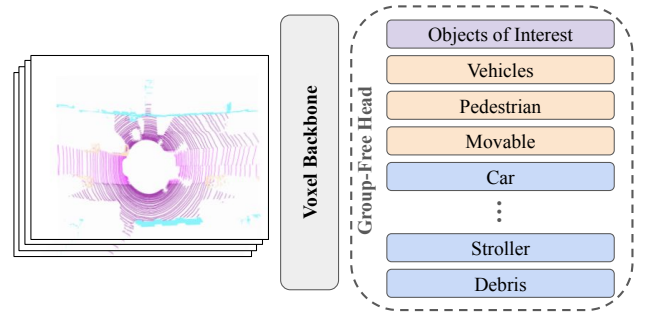 Voxel Backbone
Group-Free Head
Objects of Interest
Vehicles
Pedestrian
Movable
Car
Stroller
Debris